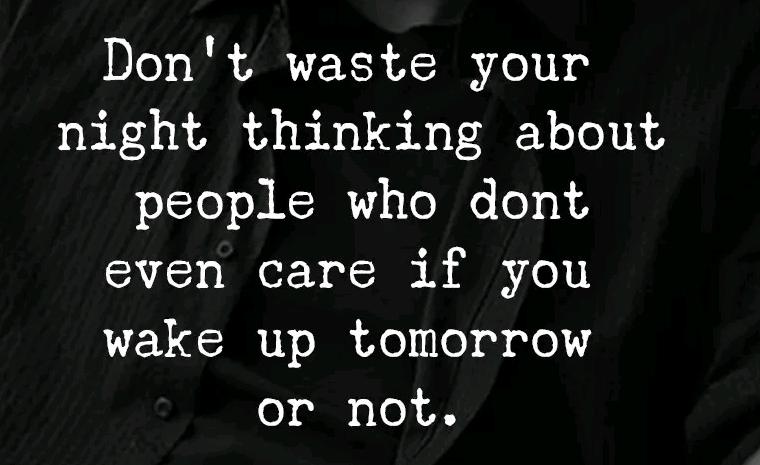 Don't waste your
night thinking about
people who dont
even care if you
wake up tomorrow
or not.